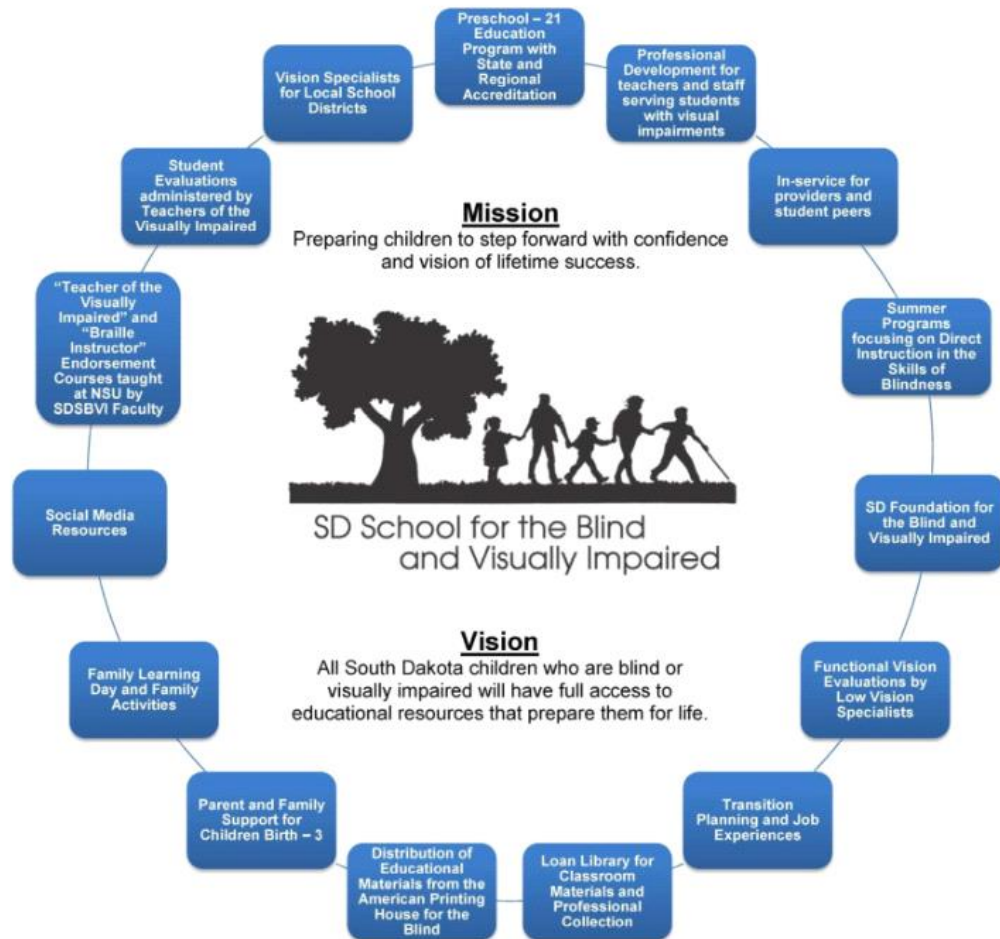 Preschool – 21
Education
Program with
State and
Regional
Accreditation
Professional
Development for
teachers and staff
serving students
with visual
impairments
In-service for
providers and
student peers
Summer
Programs
focusing on Direct
Instruction in the
Skills of
Blindness
SD Foundation for
the Blind and
Visually Impaired
Functional Vision
Evaluations by
Low Vision
Specialists
Transition
Planning and Job
Experiences
Loan Library for
Classroom
Materials and
Professional
Collection
Distribution of
Educational
Materials from the
American Printing
House for the
Blind
Parent and Family
Support for
Children Birth – 3
Family Learning
Day and Family
Activities
Social Media
Resources
“Teacher of the
Visually
Impaired” and
“Braille
Instructor”
Endorsement
Courses taught
at NSU by
SDSBVI Faculty
Student
Evaluations
administered by
Teachers of the
Visually Impaired
Vision Specialists
for Local School
Districts
Mission
Preparing children to step forward with confidence
and vision of lifetime success.
SD School for the Blind
and Visually Impaired
Vision
All South Dakota children who are blind or
visually impaired will have full access to
educational resources that prepare them for life.